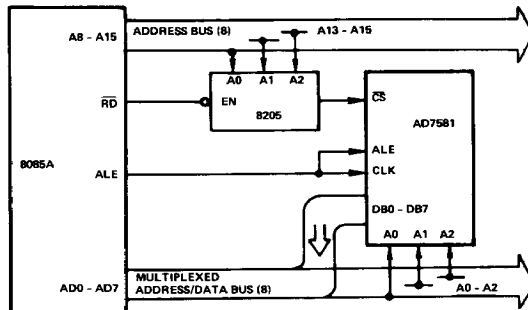 A8 – A15
ADDRESS BUS (8)
A13 – A15
A0 A1 A2
RD
EN
8205
CS
AD7581
8085A
ALE
ALE
CLK
DB0 – DB7
A0 A1 A2
MULTIPLEXED
ADDRESS/DATA BUS (8)
AD0 – AD7
A0 – A2